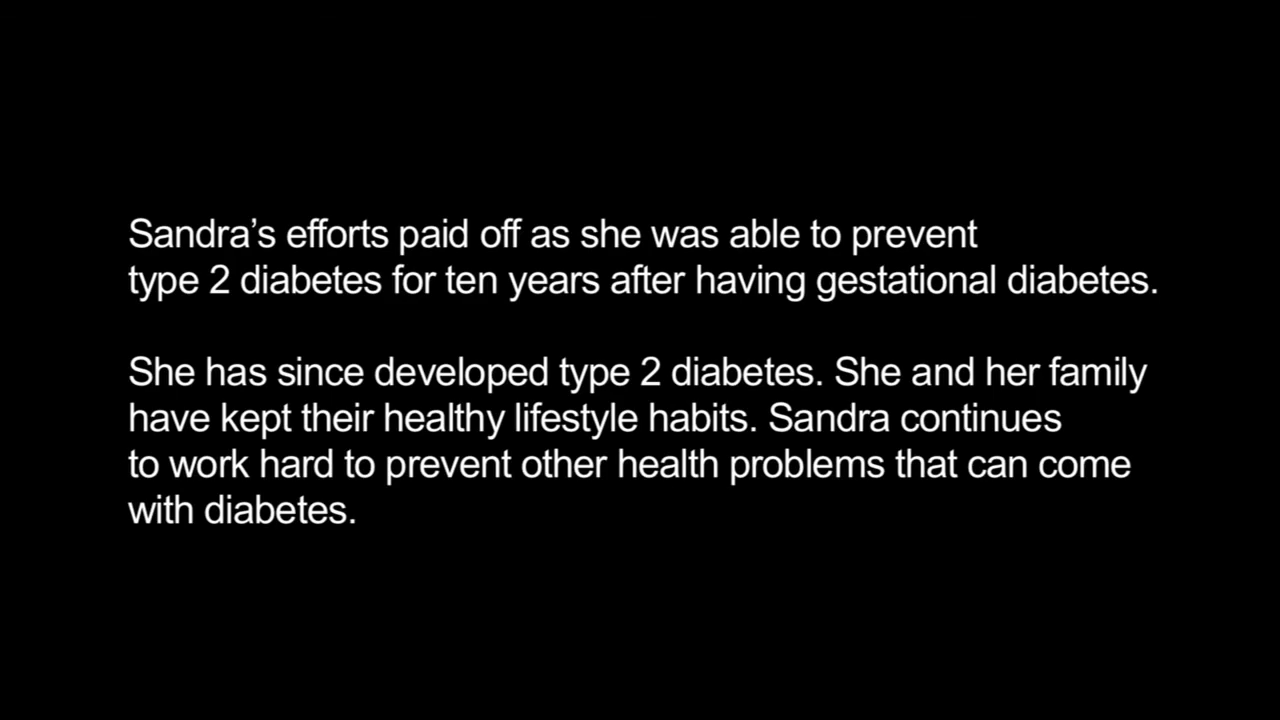 Sandra’s efforts paid off as she was able to prevent
type 2 diabetes for ten years after having gestational diabetes.
She has since developed type 2 diabetes. She and her family
have kept their healthy lifestyle habits. Sandra continues
to work hard to prevent other health problems that can come
with diabetes.